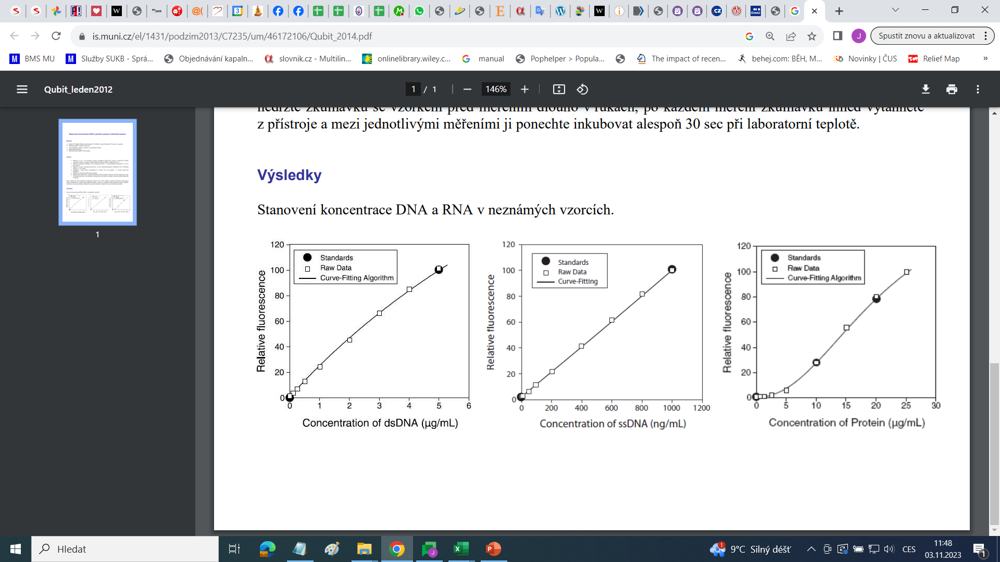 is.muni.cz/el/1431/podzim2013/C7235/um/46172106/Qubit_2014.pdf
Spustit znovu a aktualizovat
BMS MU
Služby SUKB - Sprá...
Objednávání kapaln...
slovnik.cz - Multilin...
onlinelibrary.wiley.c...
manual
Pophelper > Popula...
The impact of recen...
behej.com: BĚH, M...
Novinky | ČUS
Relief Map
»
Qubit_leden2012
1 / 1
146%
1
z přístroje a mezi jednotlivými měřeními ji ponechte inkubovat alespoň 30 sec při laboratorní teplotě.
Výsledky
Stanovení koncentrace DNA a RNA v neznámých vzorcích.
Relative fluorescence
120
100
80
60
40
20
0
Standards
Raw Data
Curve-Fitting Algorithm
0 1 2 3 4 5 6
Concentration of dsDNA (µg/mL)
Relative fluorescence
120
100
80
60
40
20
0
Standards
Raw Data
Curve-Fitting
0 200 400 600 800 1000 1200
Concentration of ssDNA (ng/mL)
Relative fluorescence
120
100
80
60
40
20
0
Standards
Raw Data
Curve-Fitting Algorithm
0 5 10 15 20 25 30
Concentration of Protein (µg/mL)
Hledat
9°C Silný déšť
CES
11:48
03.11.2023
1